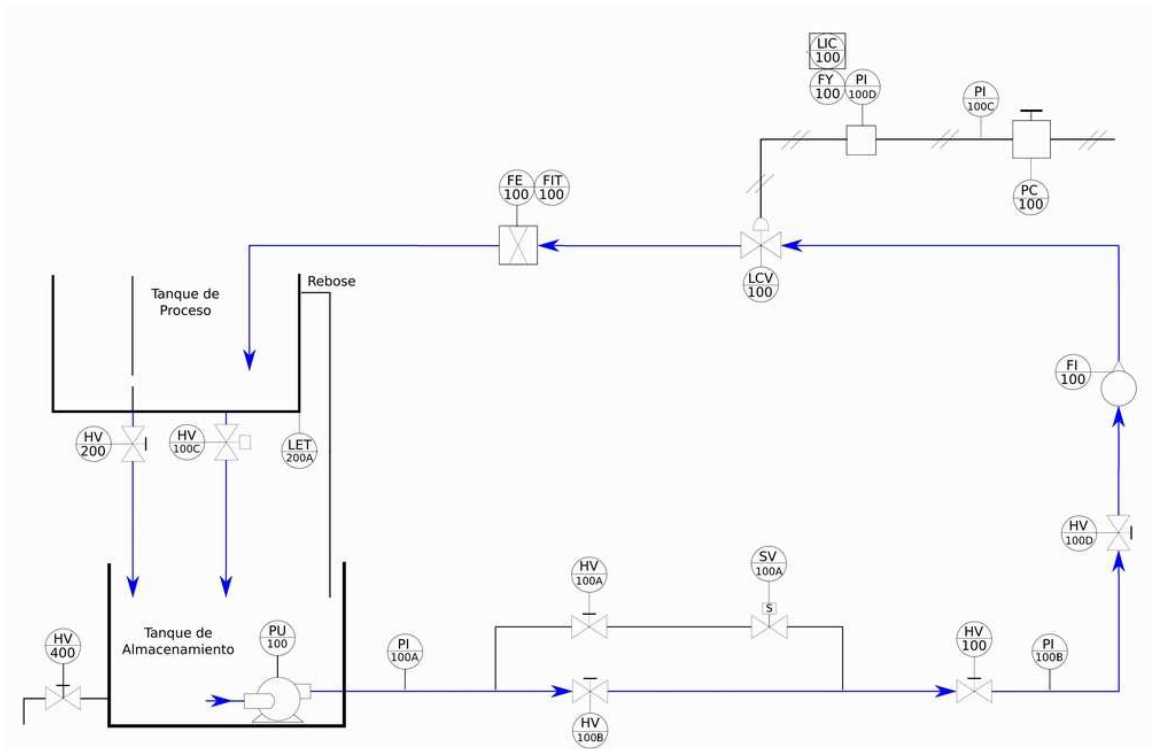 LIC
100
FY
100
PI
100D
PI
100C
PC
100
FE
100
FIT
100
LCV
100
Rebose
Tanque de
Proceso
FI
100
HV
200
HV
100C
LET
200A
HV
100D
HV
100A
SV
100A
S
Tanque de
Almacenamiento
PU
100
HV
400
PI
100A
HV
100
PI
100B
HV
100B